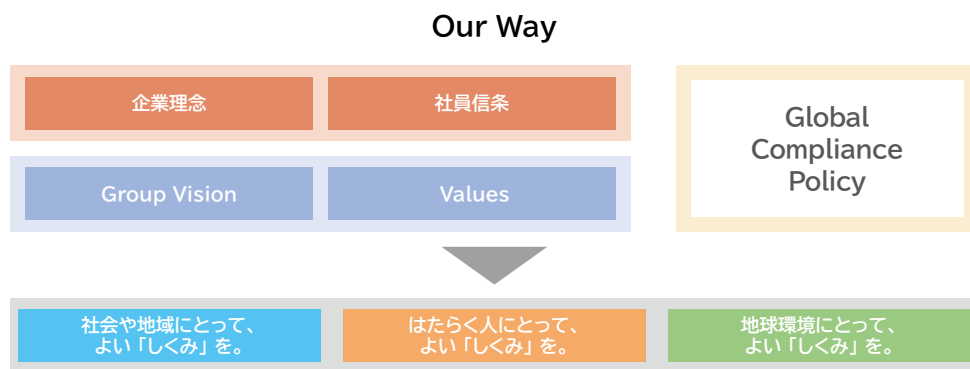 Our Way
企業理念
社員信条
Global
Compliance
Policy
Group Vision
Values
社会や地域にとって、
よい「しくみ」を。
はたらく人にとって、
よい「しくみ」を。
地球環境にとって、
よい「しくみ」を。